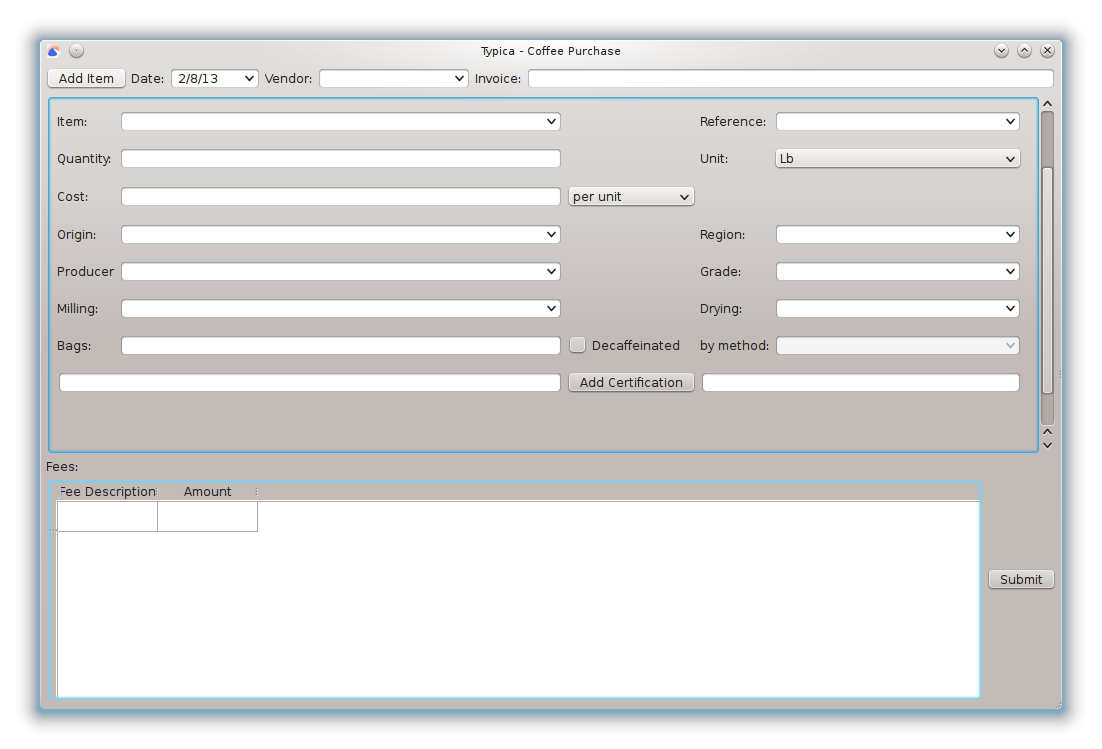 Typica - Coffee Purchase
Add Item Date: 2/8/13 Vendor: Invoice:
Item: Reference:
Quantity: Unit: Lb
Cost: per unit
Origin: Region:
Producer Grade:
Milling: Drying:
Bags: Decaffeinated by method:
Add Certification
Fees:
Fee Description Amount
Submit